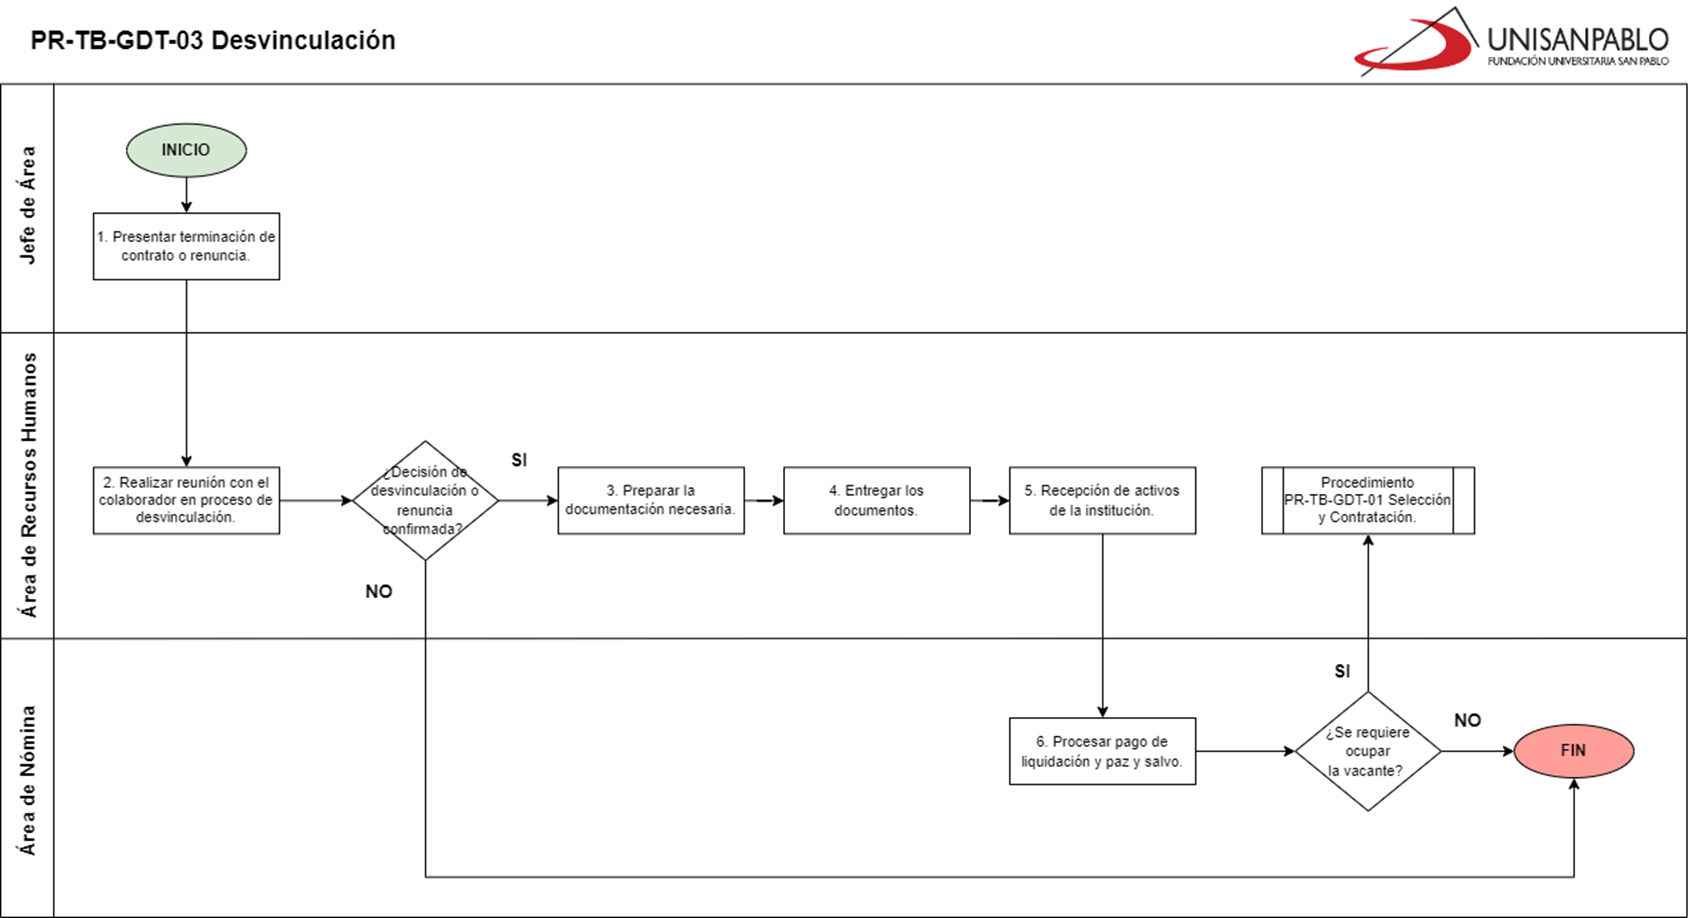 PR-TB-GDT-03 Desvinculación
UNISANPABLO
FUNDACIÓN UNIVERSITARIA SAN PABLO
Jefe de Área
INICIO
1. Presentar terminación de
contrato o renuncia.
Área de Recursos Humanos
2. Realizar reunión con el
colaborador en proceso de
desvinculación.
¿Decisión de
desvinculación o
renuncia
confirmada?
SI
NO
3. Preparar la
documentación necesaria.
4. Entregar los
documentos.
5. Recepción de activos
de la institución.
Procedimiento
PR-TB-GDT-01 Selección
y Contratación.
Área de Nómina
6. Procesar pago de
liquidación y paz y salvo.
SI
¿Se requiere
ocupar
la vacante?
NO
FIN